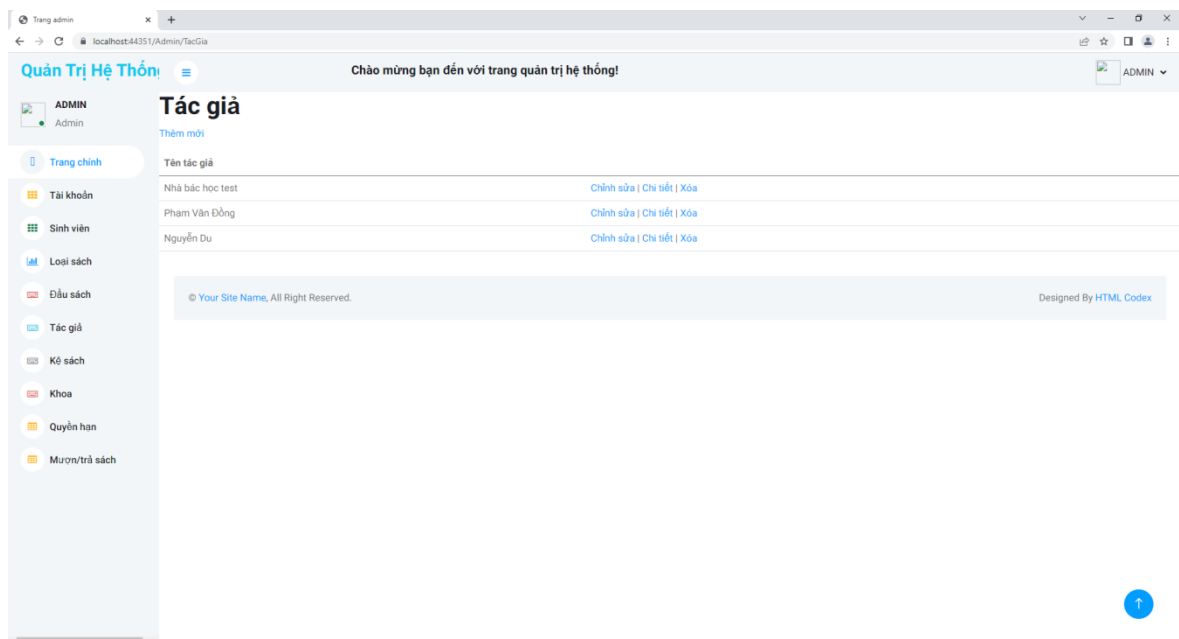 Trang admin
localhost:44351/Admin/TacGia
Quản Trị Hệ Thống
Chào mừng bạn đến với trang quản trị hệ thống!
ADMIN
ADMIN
Admin
Tác giả
Thêm mới
Trang chính
Tài khoản
Sinh viên
Loại sách
Đầu sách
Tác giả
Kệ sách
Khoa
Quyền hạn
Mượn/trả sách
Tên tác giả
Nhà bác học test Chỉnh sửa | Chi tiết | Xóa
Phạm Văn Đồng Chỉnh sửa | Chi tiết | Xóa
Nguyễn Du Chỉnh sửa | Chi tiết | Xóa
© Your Site Name, All Right Reserved.
Designed By HTML Codex